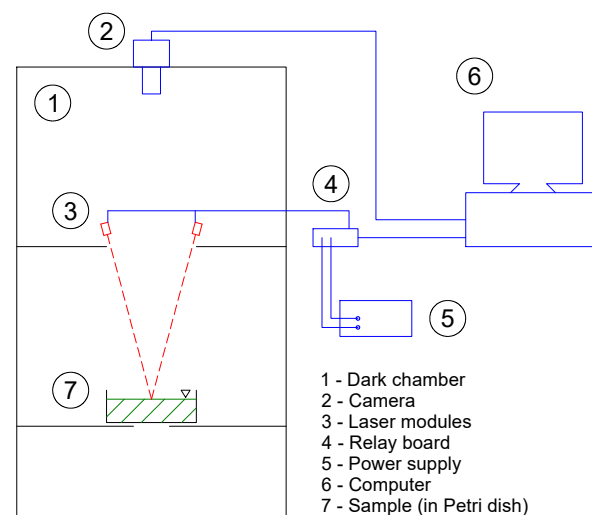 2
1
6
4
3
5
7
1 - Dark chamber
2 - Camera
3 - Laser modules
4 - Relay board
5 - Power supply
6 - Computer
7 - Sample (in Petri dish)